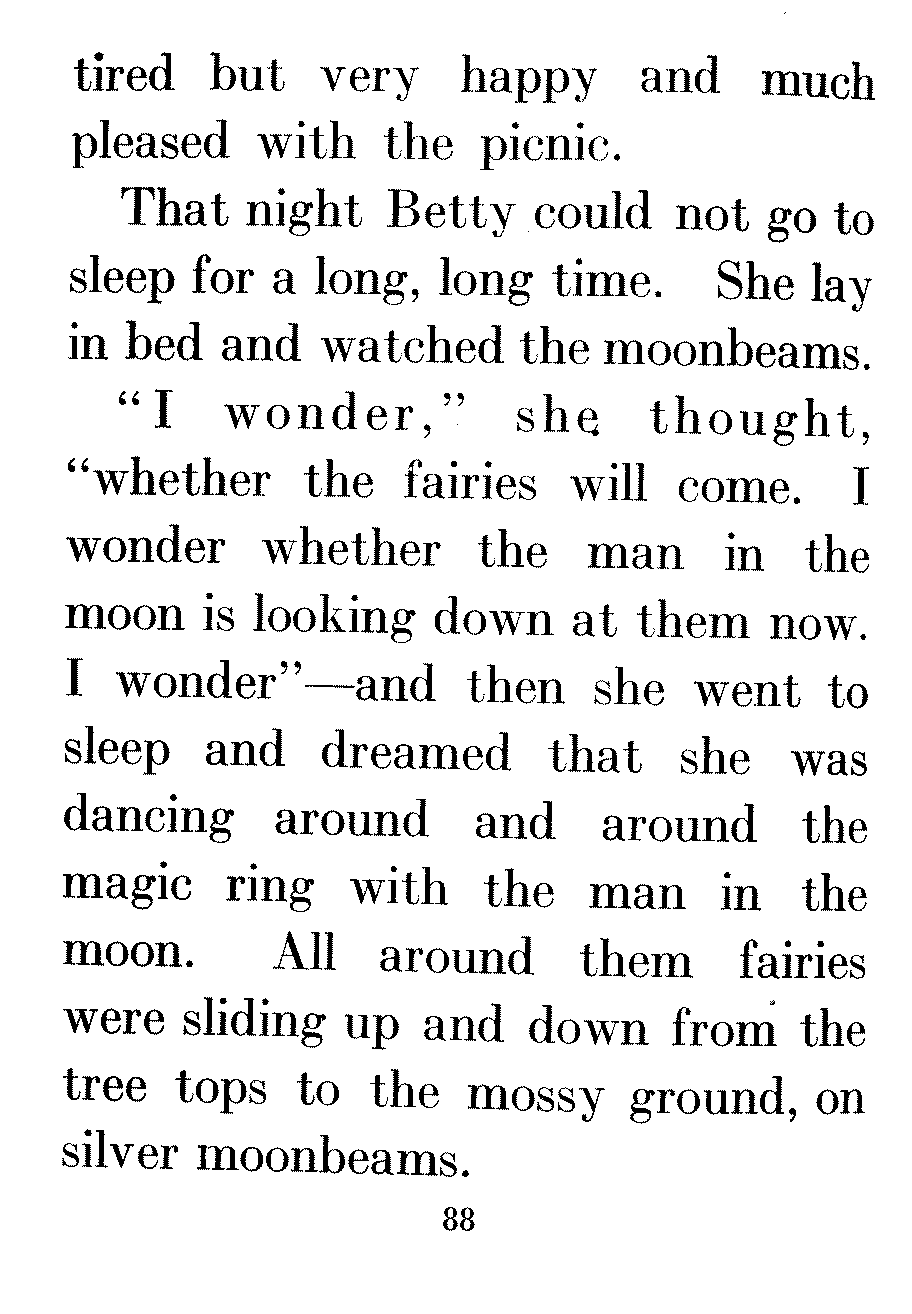 tired but very happy and much
pleased with the picnic.
That night Betty could not go to
sleep for a long, long time. She lay
in bed and watched the moonbeams.
“I wonder,” she thought,
“whether the fairies will come. I
wonder whether the man in the
moon is looking down at them now.
I wonder”—and then she went to
sleep and dreamed that she was
dancing around and around the
magic ring with the man in the
moon. All around them fairies
were sliding up and down from the
tree tops to the mossy ground, on
silver moonbeams.
88